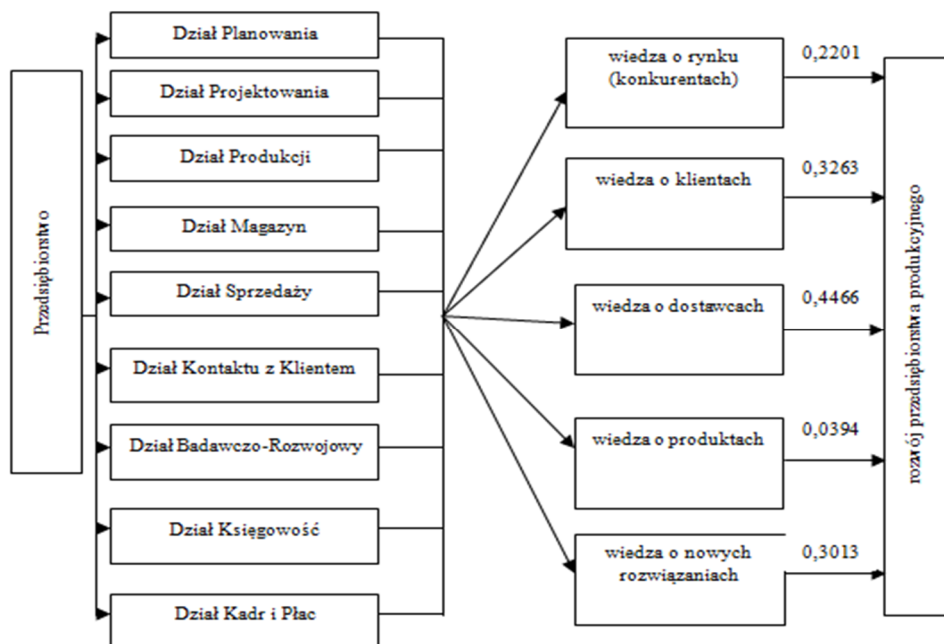 Przedsiębiorstwo
Dział Planowania
Dział Projektowania
Dział Produkcji
Dział Magazyn
Dział Sprzedaży
Dział Kontaktu z Klientem
Dział Badawczo-Rozwojowy
Dział Księgowość
Dział Kadr i Płac
wiedza o rynku
(konkurentach)
wiedza o klientach
wiedza o dostawcach
wiedza o produktach
wiedza o nowych
rozwiązaniach
0,2201
0,3263
0,4466
0,0394
0,3013
rozwój przedsiębiorstwa produkcyjnego